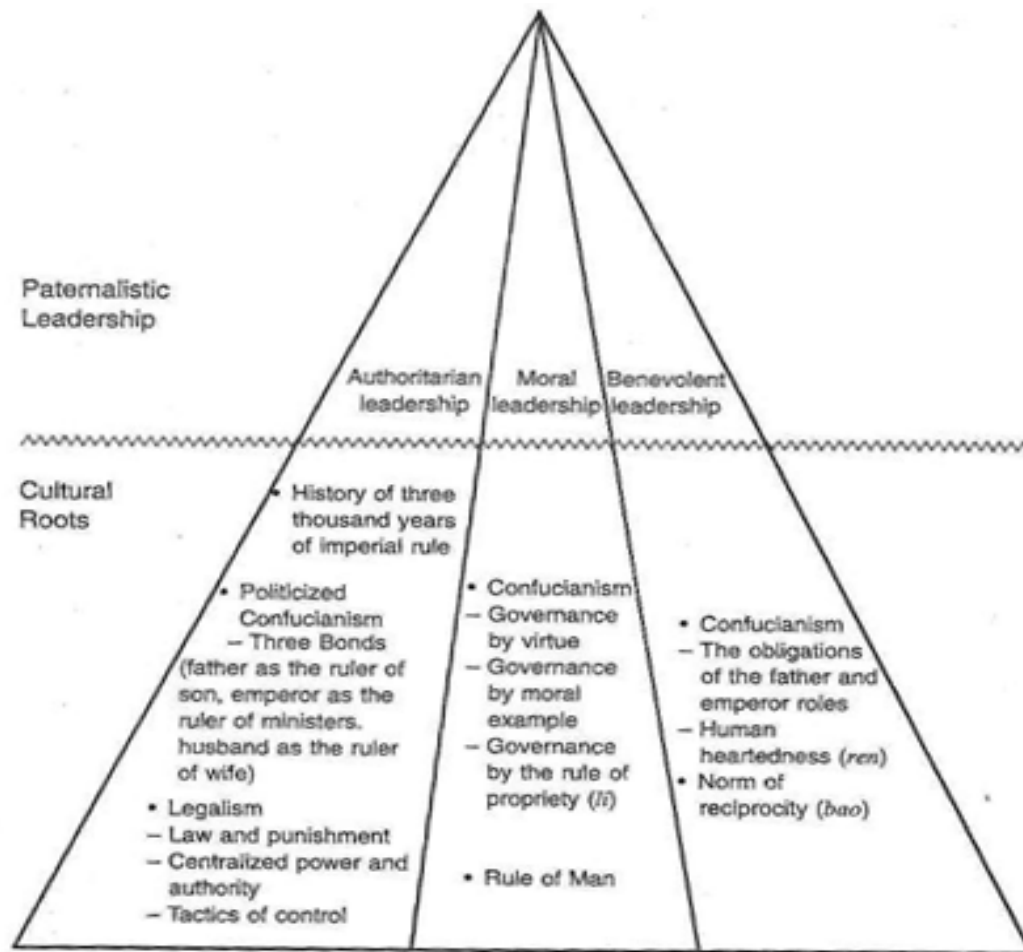 Paternalistic
Leadership
Authoritarian
leadership
Moral
leadership
Benevolent
leadership
Cultural
Roots
• History of three
thousand years
of imperial rule
• Politicized
Confucianism
– Three Bonds
(father as the ruler of
son, emperor as the
ruler of ministers.
husband as the ruler
of wife)
• Legalism
– Law and punishment
– Centralized power and
authority
– Tactics of control
• Confucianism
– Governance
by virtue
– Governance
by moral
example
– Governance
by the rule of
propriety (li)
• Rule of Man
• Confucianism
– The obligations
of the father and
emperor roles
– Human
heartedness (ren)
• Norm of
reciprocity (bao)